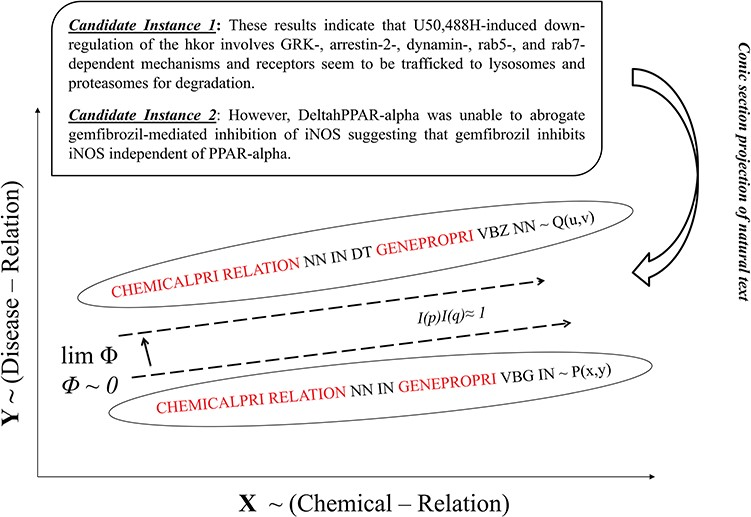 Candidate Instance 1: These results indicate that U50,488H-induced down-
regulation of the hkor involves GRK-, arrestin-2-, dynamin-, rab5-, and rab7-
dependent mechanisms and receptors seem to be trafficked to lysosomes and
proteasomes for degradation.
Candidate Instance 2: However, DeltahPPAR-alpha was unable to abrogate
gemfibrozil-mediated inhibition of iNOS suggesting that gemfibrozil inhibits
iNOS independent of PPAR-alpha.
Conic section projection of natural text
Y ~ (Disease – Relation)
CHEMICALPRI RELATION NN IN DT GENEPROPRI VBZ NN ~ Q(u,v)
I(p)I(q)≈ 1
lim Φ
Φ ~ 0
CHEMICALPRI RELATION NN IN GENEPROPRI VBG IN ~ P(x,y)
X ~ (Chemical – Relation)